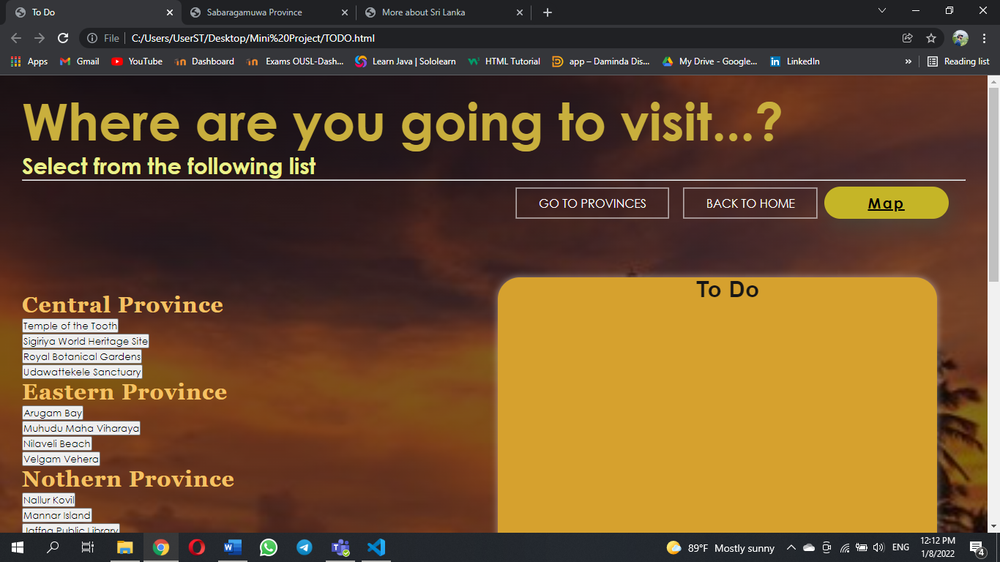 To Do
Sabaragamuwa Province
More about Sri Lanka
File C:/Users/UserST/Desktop/Mini%20Project/TODO.html
Apps Gmail YouTube Dashboard Exams OUSL-Dash... Learn Java | Sololearn HTML Tutorial app – Daminda Dis... My Drive - Google... LinkedIn » Reading list
Where are you going to visit...?
Select from the following list
GO TO PROVINCES BACK TO HOME Map
To Do
Central Province
Temple of the Tooth
Sigiriya World Heritage Site
Royal Botanical Gardens
Udawattekele Sanctuary
Eastern Province
Arugam Bay
Muhudu Maha Viharaya
Nilaveli Beach
Velgam Vehera
Nothern Province
Nallur Kovil
Mannar Island
Jaffna Public Library
89°F Mostly sunny ENG
12:12 PM
1/8/2022
4